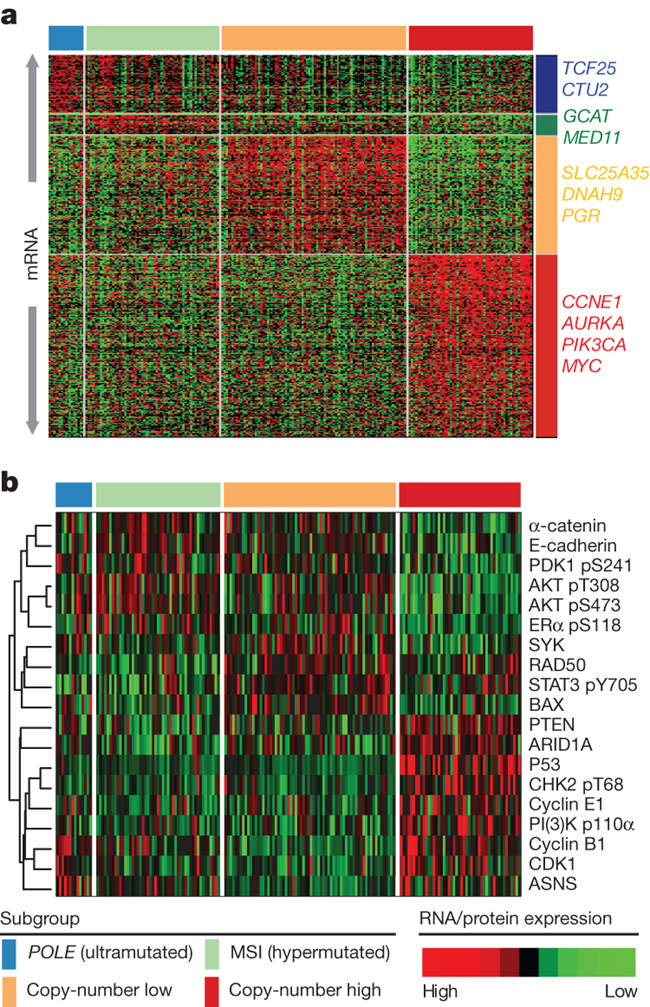 a
mRNA
TCF25
CTU2
GCAT
MED11
SLC25A35
DNAH9
PGR
CCNE1
AURKA
PIK3CA
MYC
b
α-catenin
E-cadherin
PDK1 pS241
AKT pT308
AKT pS473
ERα pS118
SYK
RAD50
STAT3 pY705
BAX
PTEN
ARID1A
P53
CHK2 pT68
Cyclin E1
PI(3)K p110α
Cyclin B1
CDK1
ASNS
Subgroup
POLE (ultramutated)
MSI (hypermutated)
Copy-number low
Copy-number high
RNA/protein expression
High
Low